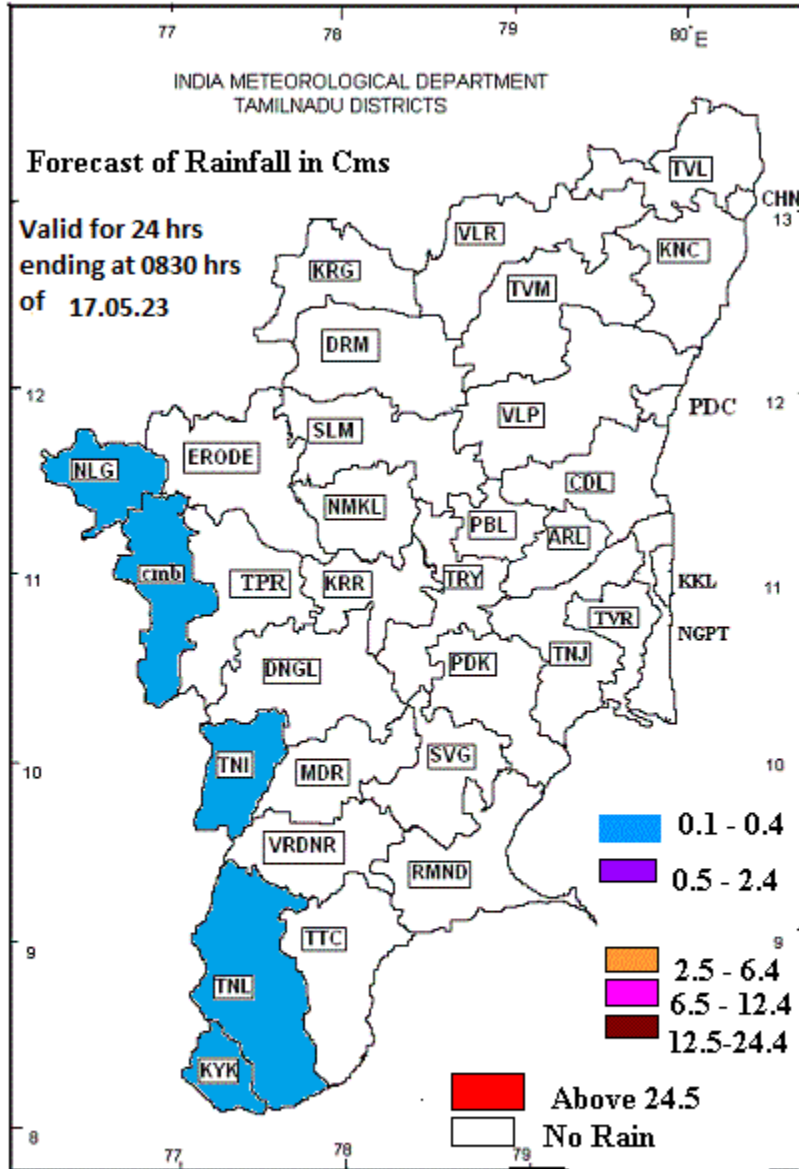 77 78 79 80° E
INDIA METEOROLOGICAL DEPARTMENT
TAMILNADU DISTRICTS
Forecast of Rainfall in Cms
TVL
CHN
13
Valid for 24 hrs
ending at 0830 hrs
of 17.05.23
VLR
KNC
KRG
TVM
DRM
12
12
PDC
VLP
SLM
ERODE
NLG
CDL
NMKL
PBL
ARL
11
cmb
TPR
KRR
TRY
KKL
11
TVR
NGPT
DNGL
PDK
TNJ
10
TNI
MDR
SVG
10
0.1 - 0.4
VRDNR
RMND
0.5 - 2.4
9
TTC
9
2.5 - 6.4
TNL
6.5 - 12.4
12.5-24.4
KYK
Above 24.5
No Rain
8
77 78 79